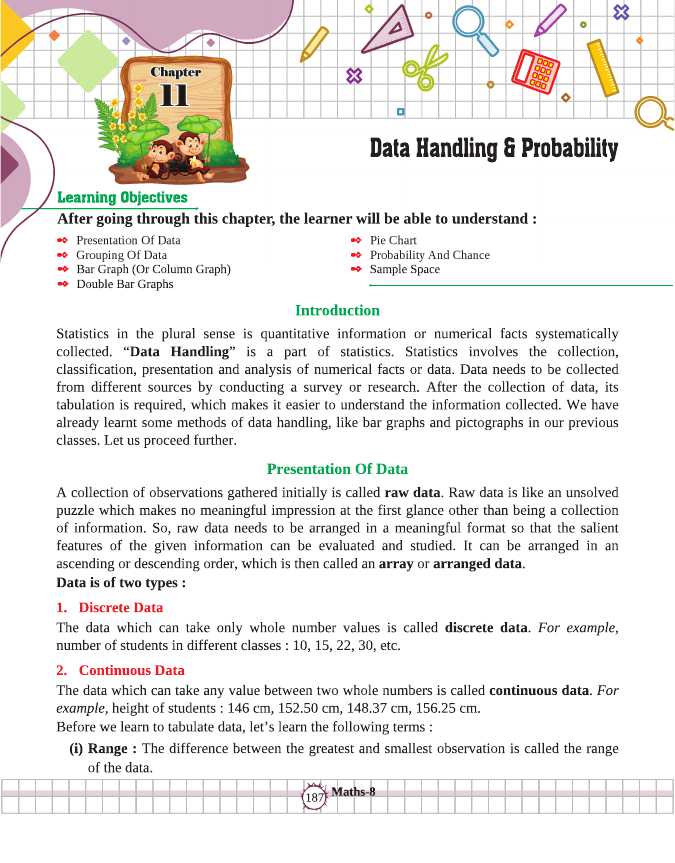 Chapter
11
Data Handling & Probability
Learning Objectives
After going through this chapter, the learner will be able to understand :
Presentation Of Data
Grouping Of Data
Bar Graph (Or Column Graph)
Double Bar Graphs
Pie Chart
Probability And Chance
Sample Space
Introduction
Statistics in the plural sense is quantitative information or numerical facts systematically
collected. “Data Handling” is a part of statistics. Statistics involves the collection,
classification, presentation and analysis of numerical facts or data. Data needs to be collected
from different sources by conducting a survey or research. After the collection of data, its
tabulation is required, which makes it easier to understand the information collected. We have
already learnt some methods of data handling, like bar graphs and pictographs in our previous
classes. Let us proceed further.
Presentation Of Data
A collection of observations gathered initially is called raw data. Raw data is like an unsolved
puzzle which makes no meaningful impression at the first glance other than being a collection
of information. So, raw data needs to be arranged in a meaningful format so that the salient
features of the given information can be evaluated and studied. It can be arranged in an
ascending or descending order, which is then called an array or arranged data.
Data is of two types :
1. Discrete Data
The data which can take only whole number values is called discrete data. For example,
number of students in different classes : 10, 15, 22, 30, etc.
2. Continuous Data
The data which can take any value between two whole numbers is called continuous data. For
example, height of students : 146 cm, 152.50 cm, 148.37 cm, 156.25 cm.
Before we learn to tabulate data, let’s learn the following terms :
(i) Range : The difference between the greatest and smallest observation is called the range
of the data.
187 Maths-8